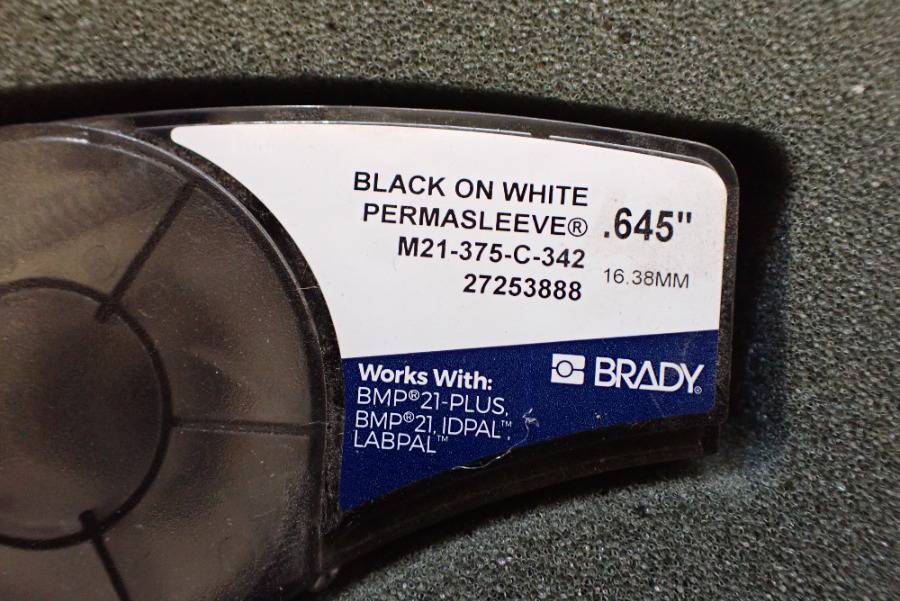 BLACK ON WHITE
PERMASLEEVE®
M21-375-C-342
27253888
.645"
16.38MM
Works With:
BMP®21-PLUS,
BMP®21, IDPAL™,
LABPAL™
BRADY®